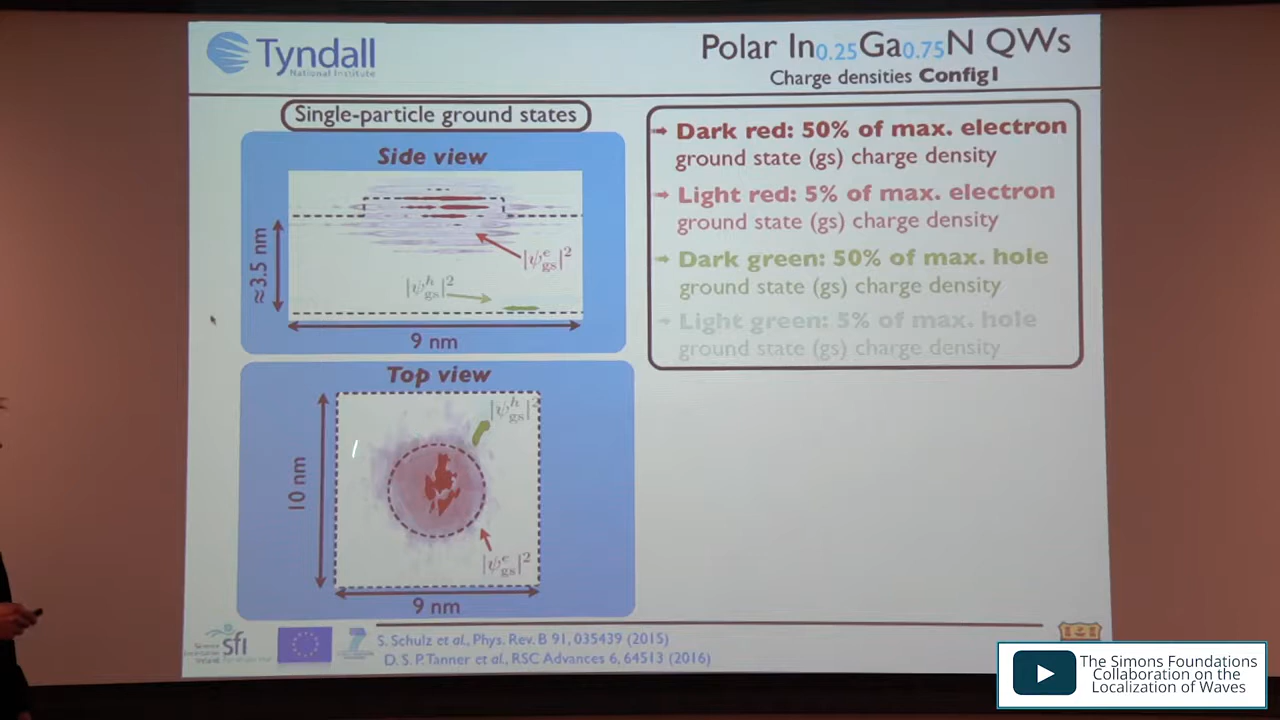 Tyndall
National Institute
Polar In0.25Ga0.75N QWs
Charge densities Config1
Single-particle ground states
Side view
≈3.5 nm
|ψ^e_gs|^2
|ψ^h_gs|^2
9 nm
Top view
10 nm
|ψ^h_gs|^2
|ψ^e_gs|^2
9 nm
→ Dark red: 50% of max. electron
ground state (gs) charge density
→ Light red: 5% of max. electron
ground state (gs) charge density
→ Dark green: 50% of max. hole
ground state (gs) charge density
→ Light green: 5% of max. hole
ground state (gs) charge density
sfi
S. Schulz et al., Phys. Rev. B 91, 035439 (2015)
D. S. P. Tanner et al., RSC Advances 6, 64513 (2016)
The Simons Foundations
Collaboration on the
Localization of Waves